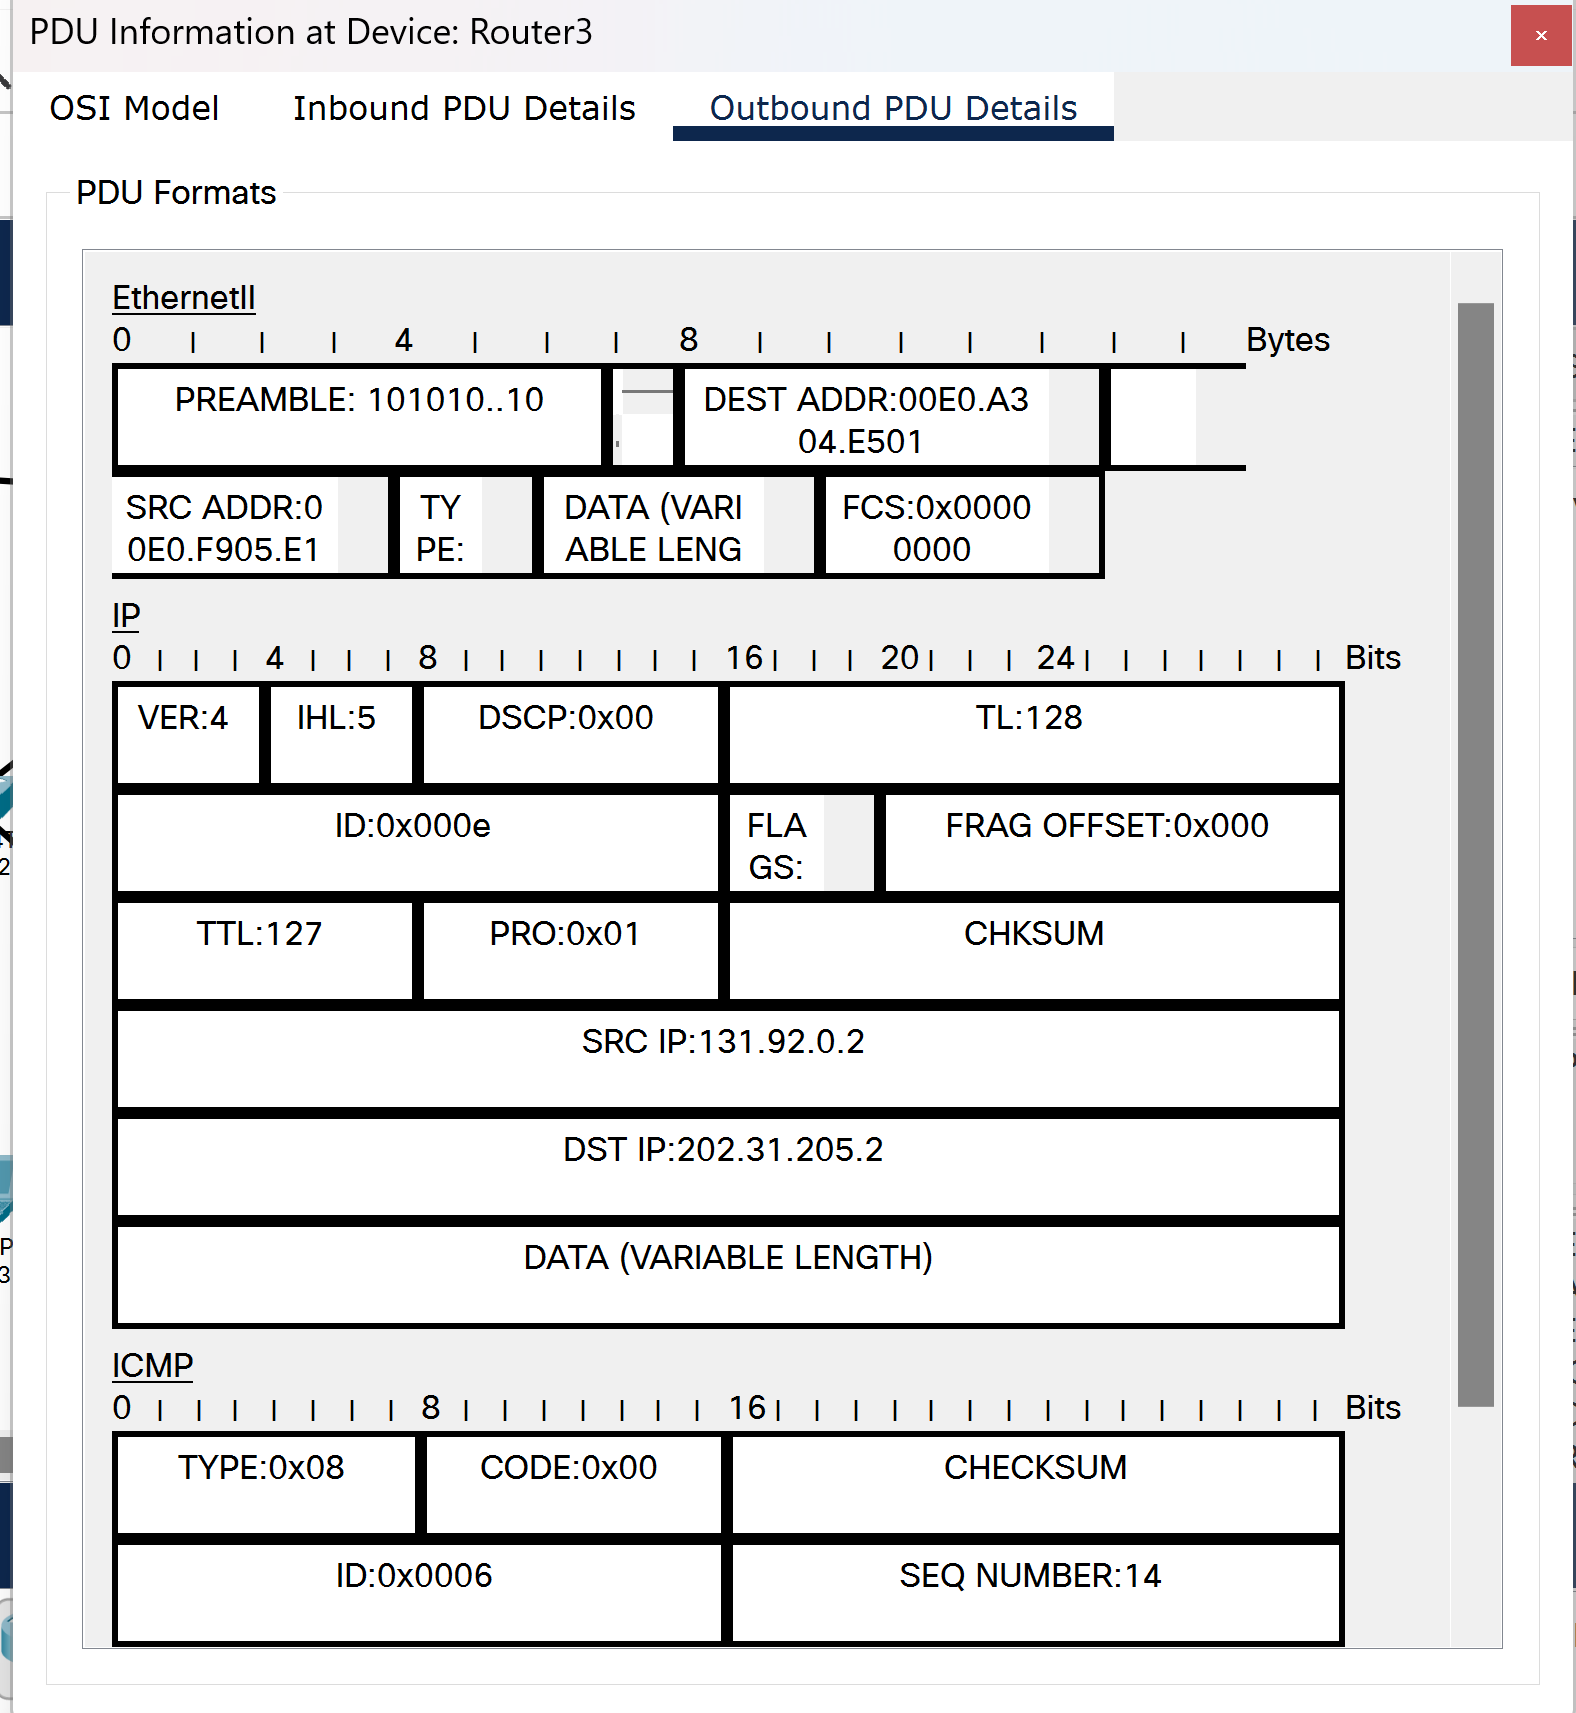 PDU Information at Device: Router3
OSI Model Inbound PDU Details Outbound PDU Details
PDU Formats
EthernetII
0 4 8 Bytes
PREAMBLE: 101010..10 DEST ADDR:00E0.A3
04.E501
SRC ADDR:0 TY DATA (VARI FCS:0x0000
0E0.F905.E1 PE: ABLE LENG 0000
IP
0 4 8 16 20 24 Bits
VER:4 IHL:5 DSCP:0x00 TL:128
ID:0x000e FLA FRAG OFFSET:0x000
GS:
TTL:127 PRO:0x01 CHKSUM
SRC IP:131.92.0.2
DST IP:202.31.205.2
DATA (VARIABLE LENGTH)
ICMP
0 8 16 Bits
TYPE:0x08 CODE:0x00 CHECKSUM
ID:0x0006 SEQ NUMBER:14